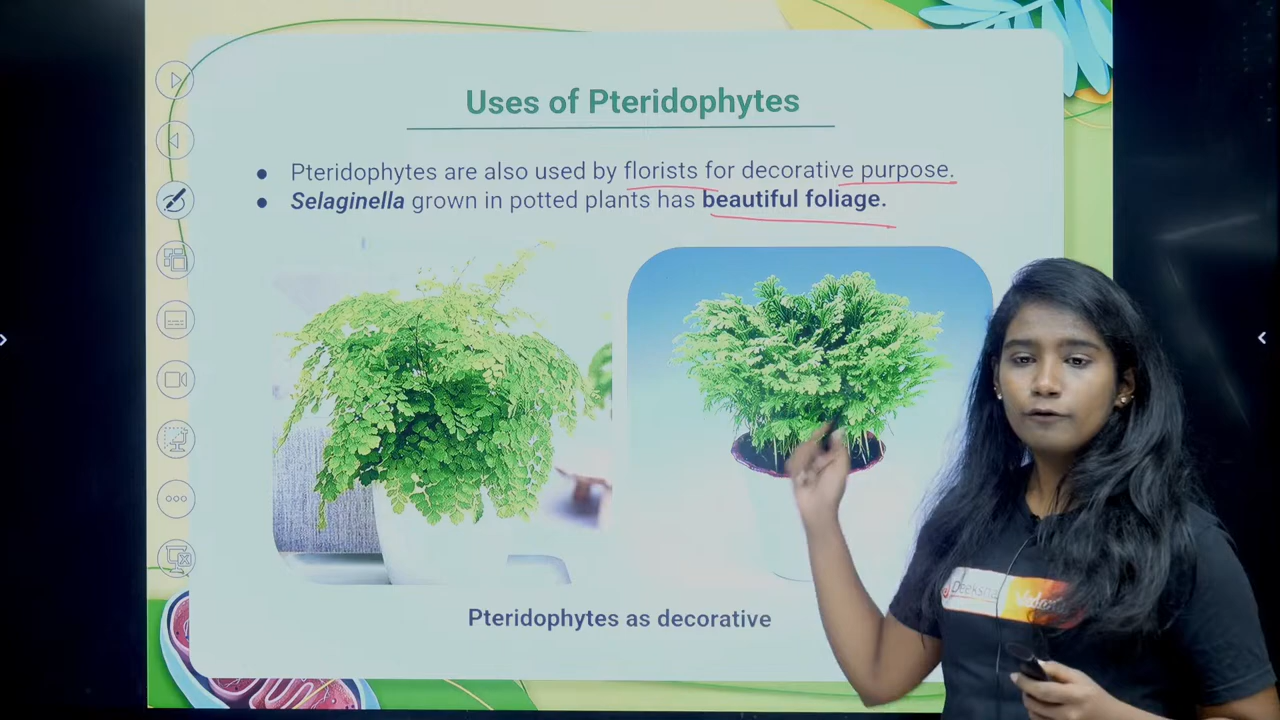 Uses of Pteridophytes
● Pteridophytes are also used by florists for decorative purpose.
● Selaginella grown in potted plants has beautiful foliage.
Pteridophytes as decorative
Deeksha